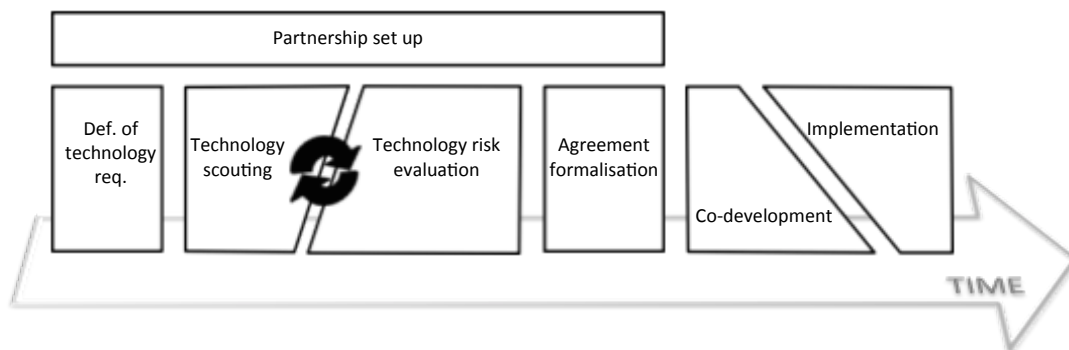 Partnership set up
Def. of
technology
req.
Technology
scouting
Technology risk
evaluation
Agreement
formalisation
Co-development
Implementation
TIME